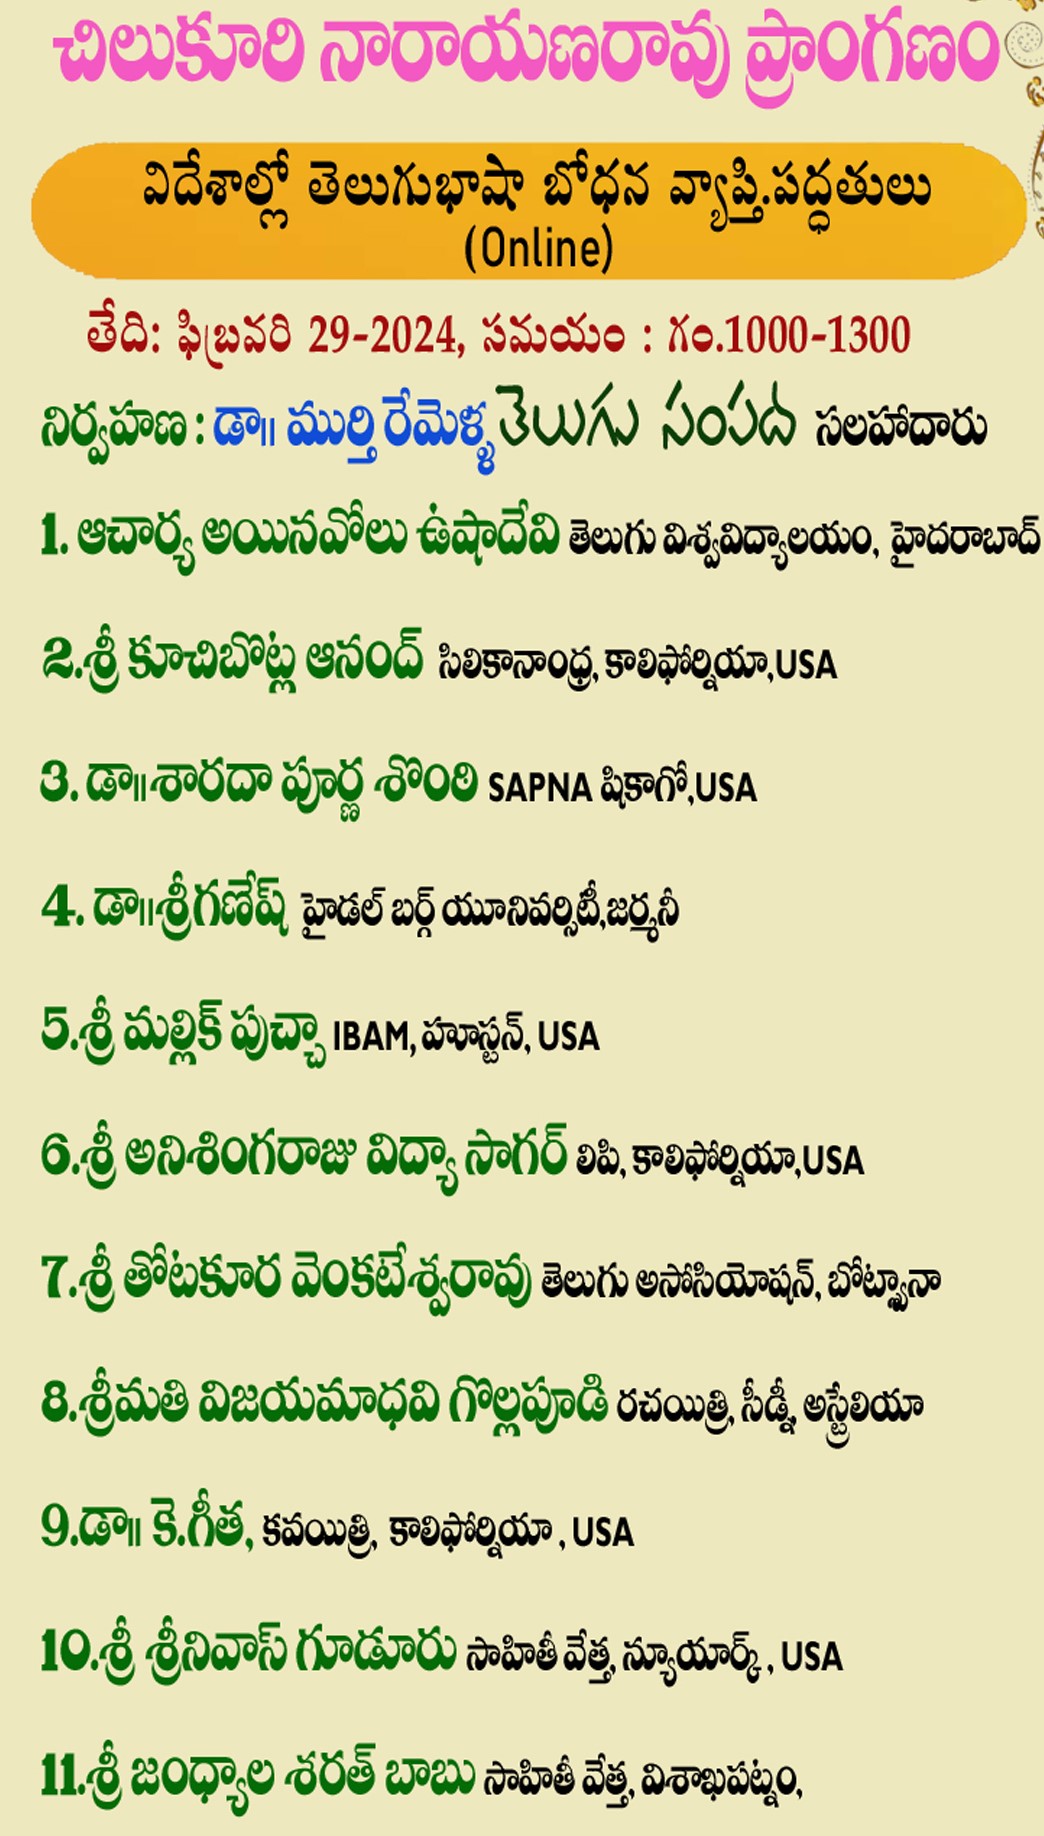 చిలుకూరి నారాయణరావు ప్రాంగణం
విదేశాల్లో తెలుగుభాషా బోధన వ్యాప్తి.పద్ధతులు
(Online)
తేది: ఫిబ్రవరి 29-2024, సమయం : గం.1000-1300
నిర్వహణ : డా॥ ముర్తి రేమెళ్ళ తెలుగు సంపద సలహాదారు
1. ఆచార్య అయినవోలు ఉషాదేవి తెలుగు విశ్వవిద్యాలయం, హైదరాబాద్
2.శ్రీ కూచిబొట్ల ఆనంద్ సిలికానాంధ్ర, కాలిఫోర్నియా,USA
3. డా॥శారదా పూర్ణ శొంఠి SAPNA షికాగో,USA
4. డా॥శ్రీగణేష్ హైడల్ బర్గ్ యూనివర్సిటీ,జర్మనీ
5.శ్రీ మల్లిక్ పుచ్చా IBAM, హూస్టన్, USA
6.శ్రీ అనిశింగరాజు విద్యా సాగర్ లిపి, కాలిఫోర్నియా,USA
7.శ్రీ తోటకూర వెంకటేశ్వరావు తెలుగు అసోసియోషన్, బోట్స్వానా
8.శ్రీమతి విజయమాధవి గొల్లపూడి రచయిత్రి, సీడ్నీ, అస్ట్రేలియా
9.డా॥ కె.గీత, కవయిత్రి, కాలిఫోర్నియా , USA
10.శ్రీ శ్రీనివాస్ గూడూరు సాహితీ వేత్త, న్యూయార్క్ , USA
11.శ్రీ జంధ్యాల శరత్ బాబు సాహితీ వేత్త, విశాఖపట్నం,